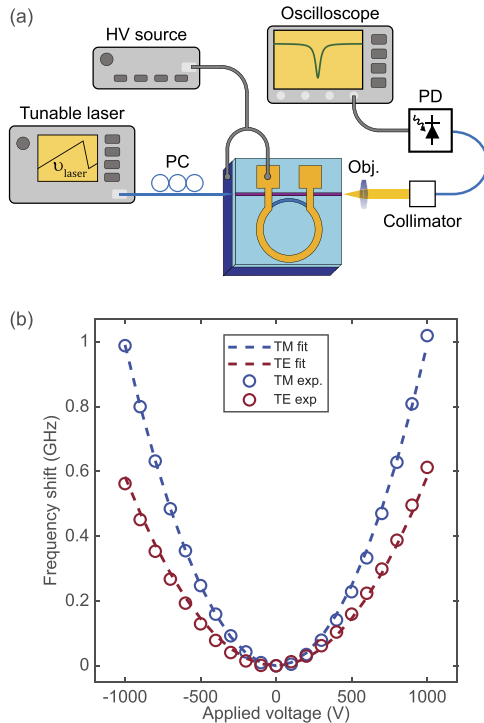 (a)
Oscilloscope
HV source
PD
Tunable laser
PC
Obj.
υlaser
Collimator
(b)
1
0.8
0.6
0.4
0.2
0
Frequency shift (GHz)
TM fit
TE fit
TM exp.
TE exp
-1000 -500 0 500 1000
Applied voltage (V)